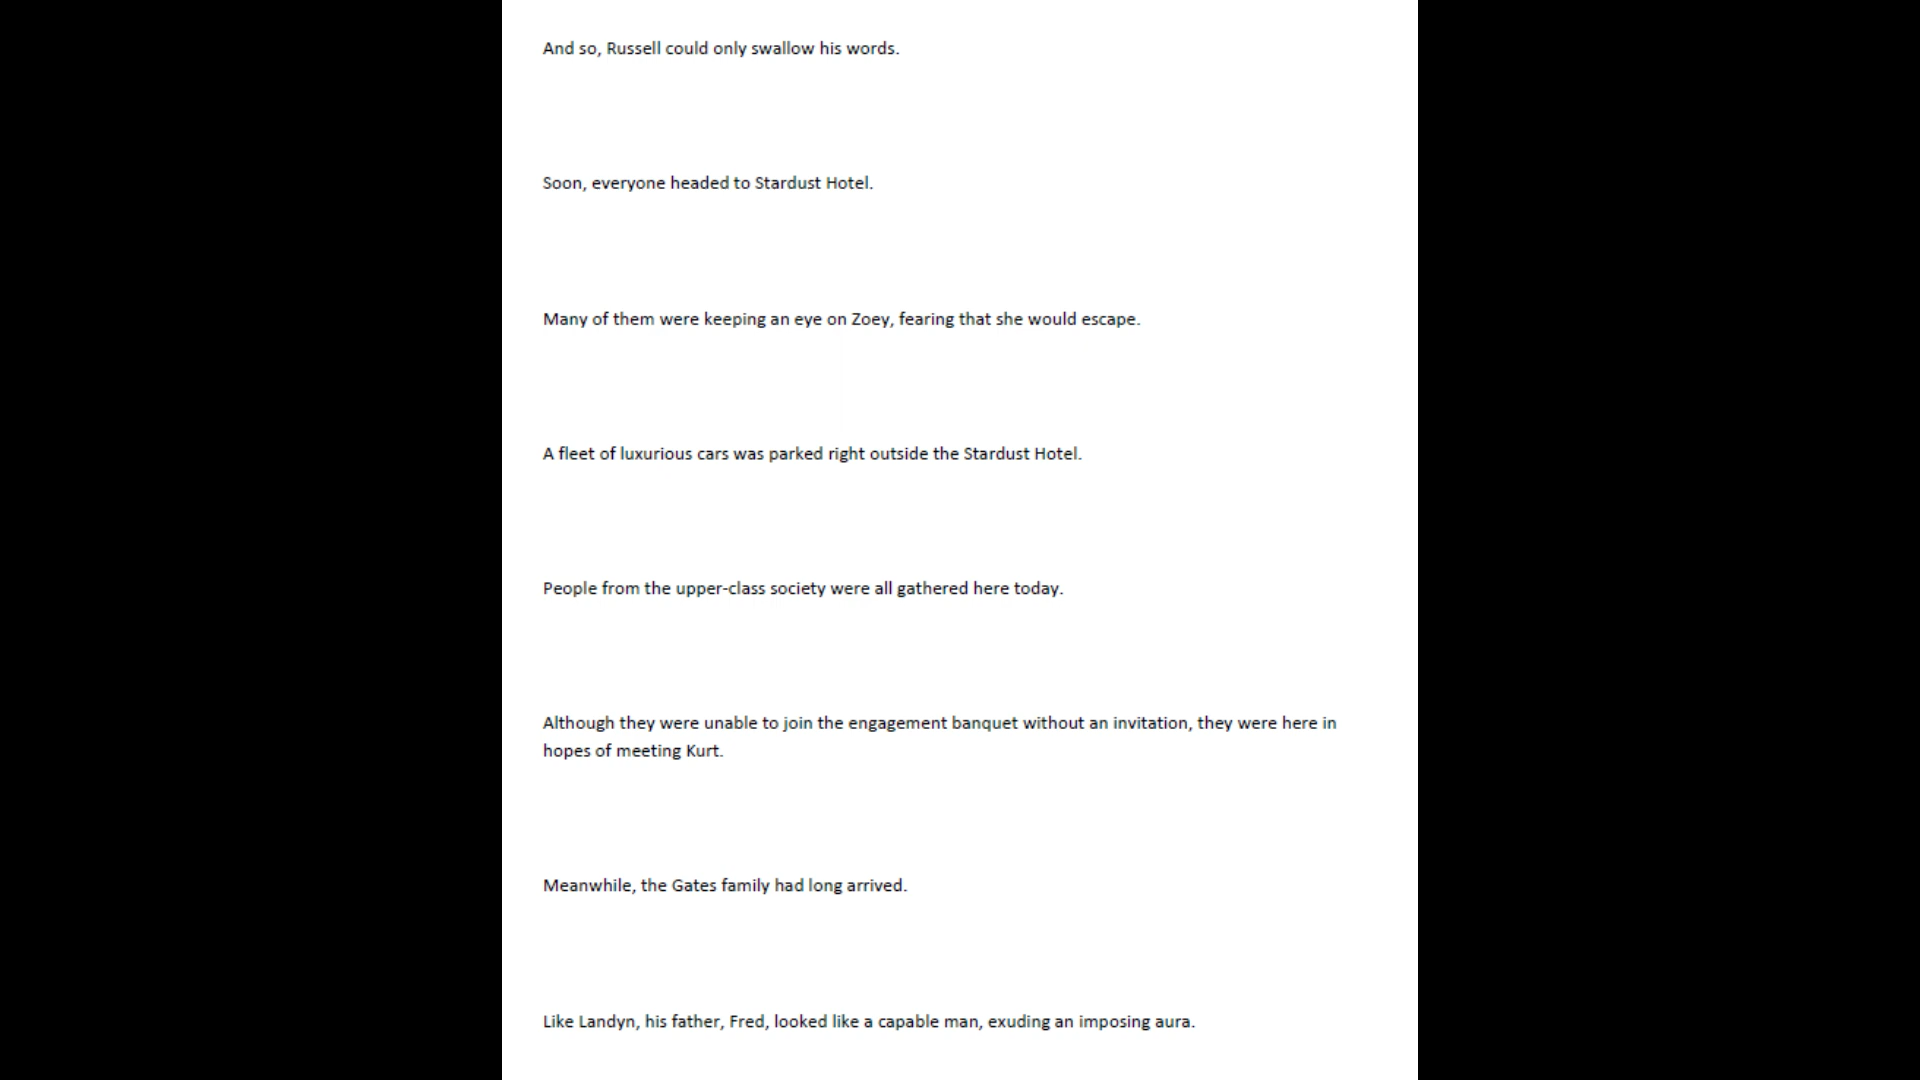 And so, Russell could only swallow his words.
Soon, everyone headed to Stardust Hotel.
Many of them were keeping an eye on Zoey, fearing that she would escape.
A fleet of luxurious cars was parked right outside the Stardust Hotel.
People from the upper-class society were all gathered here today.
Although they were unable to join the engagement banquet without an invitation, they were here in
hopes of meeting Kurt.
Meanwhile, the Gates family had long arrived.
Like Landyn, his father, Fred, looked like a capable man, exuding an imposing aura.